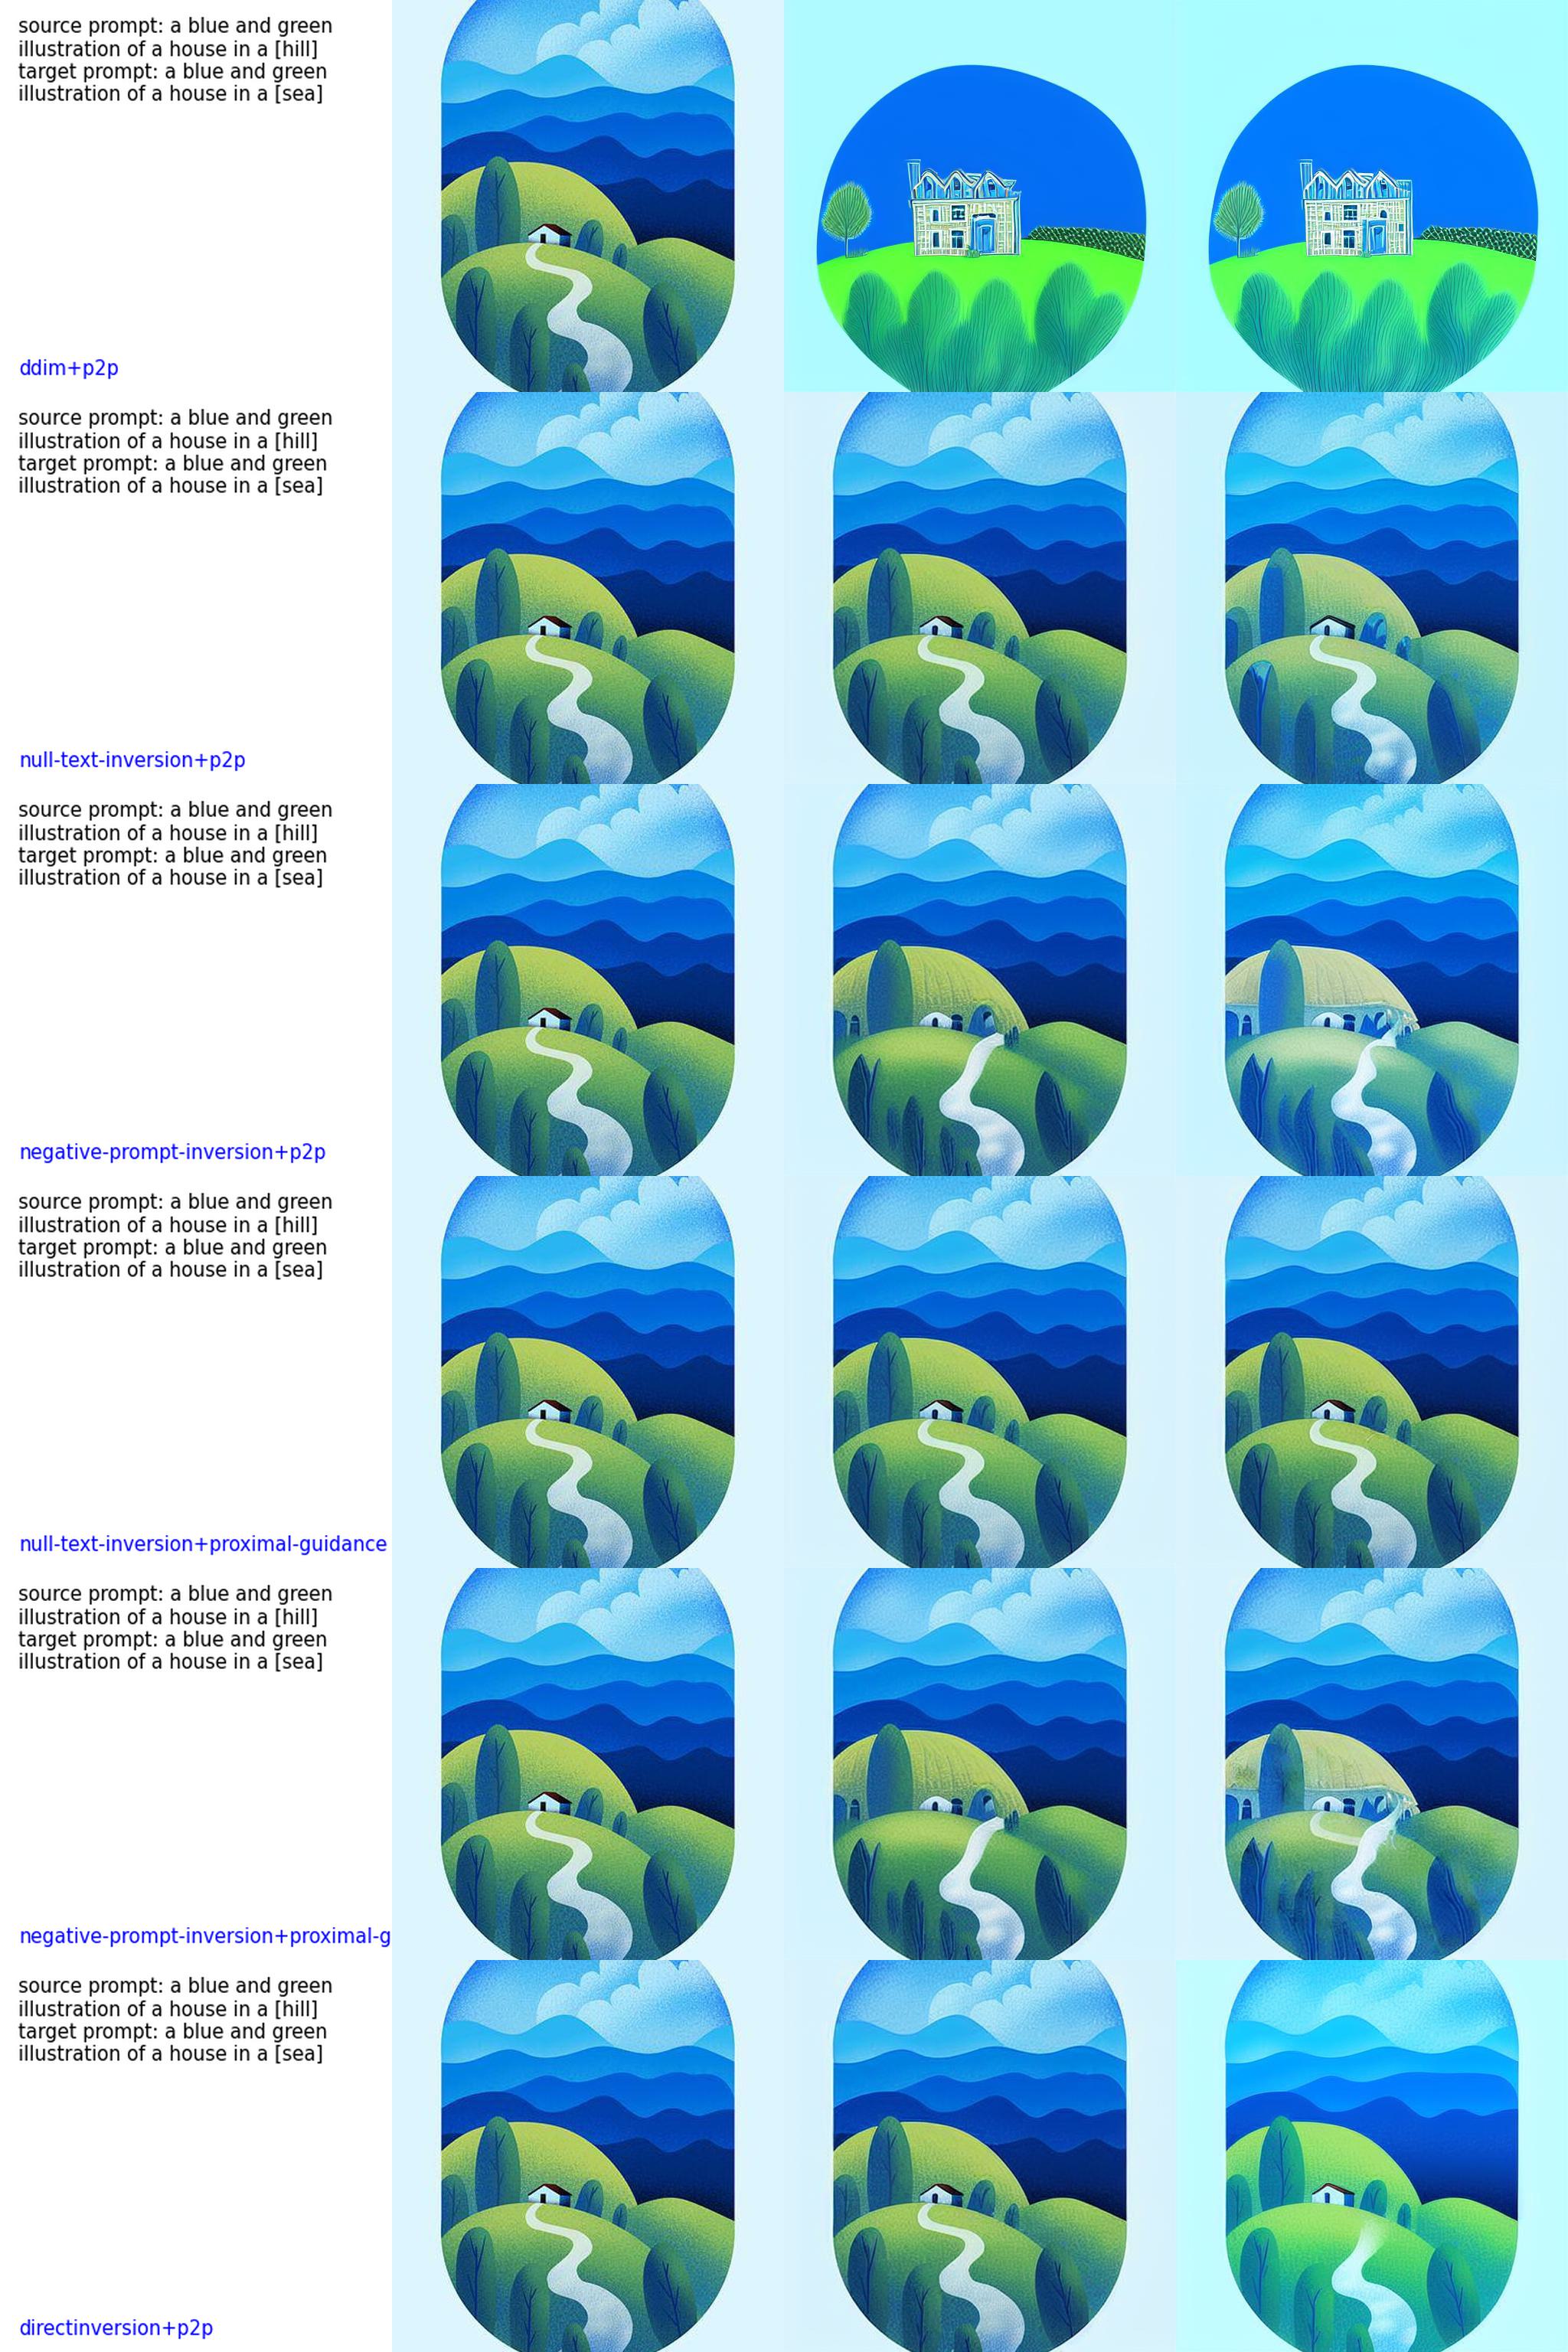 source prompt: a blue and green
illustration of a house in a [hill]
target prompt: a blue and green
illustration of a house in a [sea]
ddim+p2p
source prompt: a blue and green
illustration of a house in a [hill]
target prompt: a blue and green
illustration of a house in a [sea]
null-text-inversion+p2p
source prompt: a blue and green
illustration of a house in a [hill]
target prompt: a blue and green
illustration of a house in a [sea]
negative-prompt-inversion+p2p
source prompt: a blue and green
illustration of a house in a [hill]
target prompt: a blue and green
illustration of a house in a [sea]
null-text-inversion+proximal-guidance
source prompt: a blue and green
illustration of a house in a [hill]
target prompt: a blue and green
illustration of a house in a [sea]
negative-prompt-inversion+proximal-g
source prompt: a blue and green
illustration of a house in a [hill]
target prompt: a blue and green
illustration of a house in a [sea]
directinversion+p2p